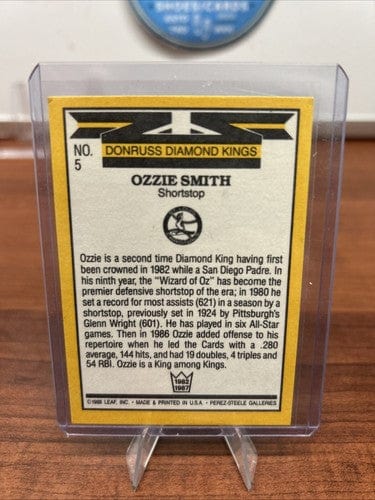 SHOES/CARDS
NO.
5
DONRUSS DIAMOND KINGS
OZZIE SMITH
Shortstop
Ozzie is a second time Diamond King having first
been crowned in 1982 while a San Diego Padre. In
his ninth year, the "Wizard of Oz" has become the
premier defensive shortstop of the era; in 1980 he
set a record for most assists (621) in a season by a
shortstop, previously set in 1924 by Pittsburgh's
Glenn Wright (601). He has played in six All-Star
games. Then in 1986 Ozzie added offense to his
repertoire when he led the Cards with a .280
average, 144 hits, and had 19 doubles, 4 triples and
54 RBI. Ozzie is a King among Kings.
1982
1987
©1986 LEAF, INC. • MADE & PRINTED IN U.S.A. • PEREZ-STEELE GALLERIES